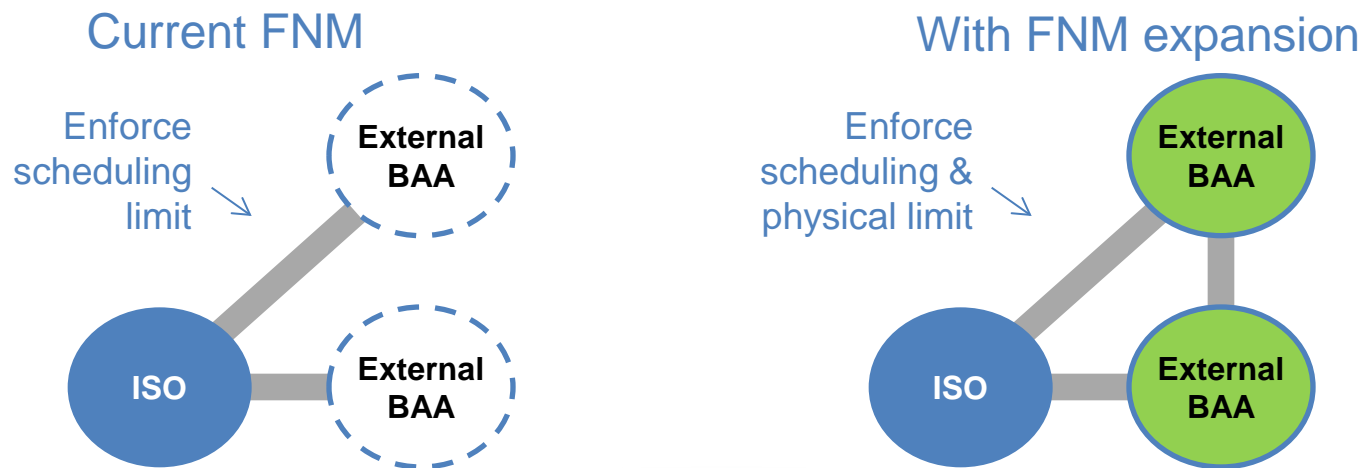 Current FNM
Enforce
scheduling
limit
External
BAA
ISO
External
BAA
With FNM expansion
Enforce
scheduling &
physical limit
External
BAA
ISO
External
BAA